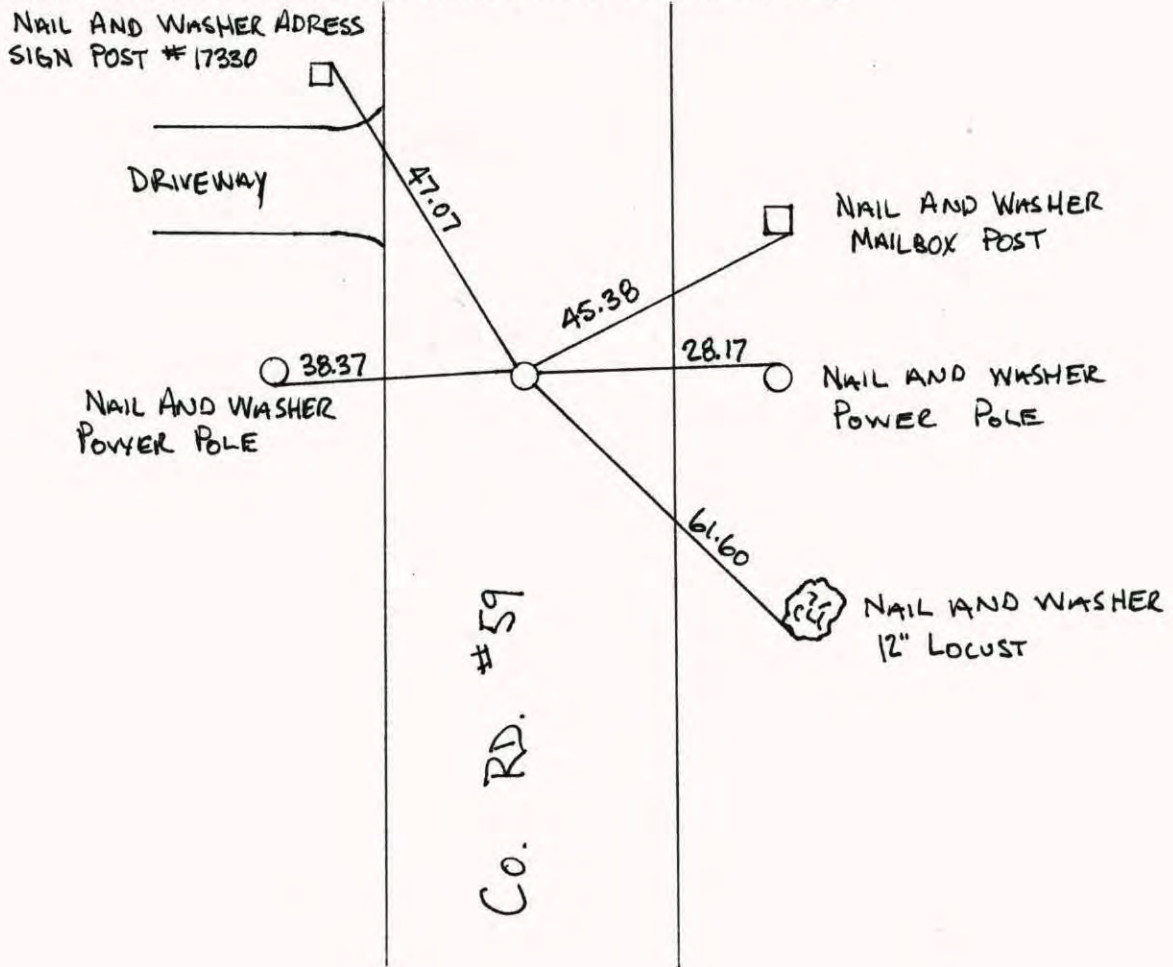 NAIL AND WASHER ADRESS
SIGN POST # 17330
DRIVEWAY
47.07
NAIL AND WASHER
MAILBOX POST
45.38
38.37
28.17
NAIL AND WASHER
POWER POLE
NAIL AND WASHER
POWER POLE
61.60
NAIL AND WASHER
12" LOCUST
Co. RD. # 59